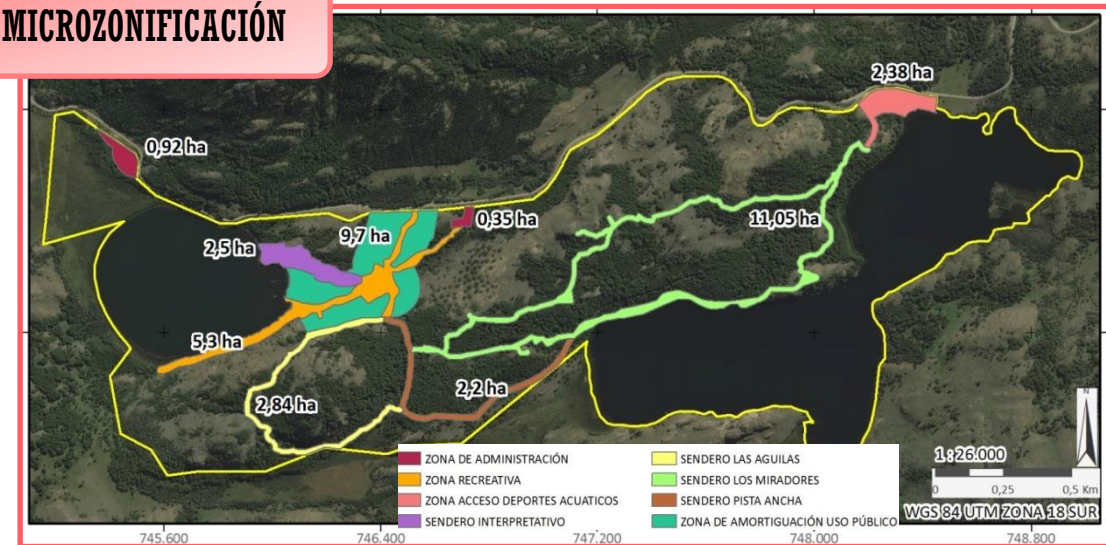 MICROZONIFICACIÓN
2,38 ha
0,92 ha
0,35 ha
11,05 ha
9,7 ha
2,5 ha
5,3 ha
2,2 ha
2,84 ha
ZONA DE ADMINISTRACIÓN
ZONA RECREATIVA
ZONA ACCESO DEPORTES ACUATICOS
SENDERO INTERPRETATIVO
SENDERO LAS AGUILAS
SENDERO LOS MIRADORES
SENDERO PISTA ANCHA
ZONA DE AMORTIGUACIÓN USO PÚBLICO
N
1 : 26.000
0 0,25 0,5 Km
WGS 84 UTM ZONA 18 SUR
745.600 746.400 747.200 748.000 748.800